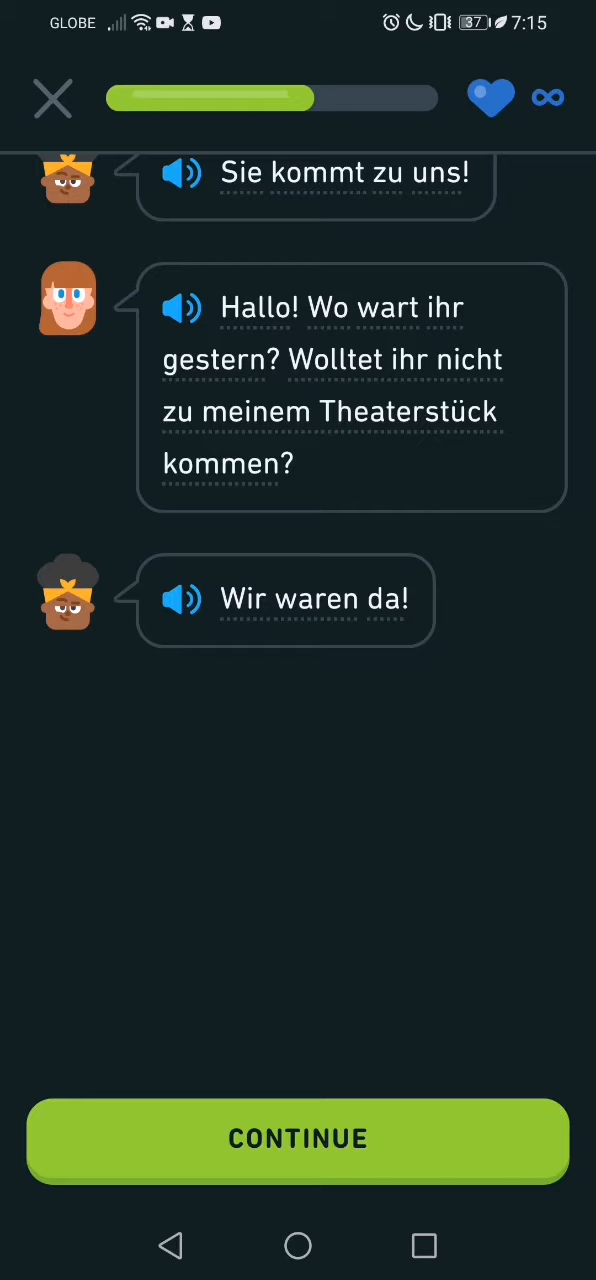 GLOBE 37 7:15
Sie kommt zu uns!
Hallo! Wo wart ihr
gestern? Wolltet ihr nicht
zu meinem Theaterstück
kommen?
Wir waren da!
CONTINUE